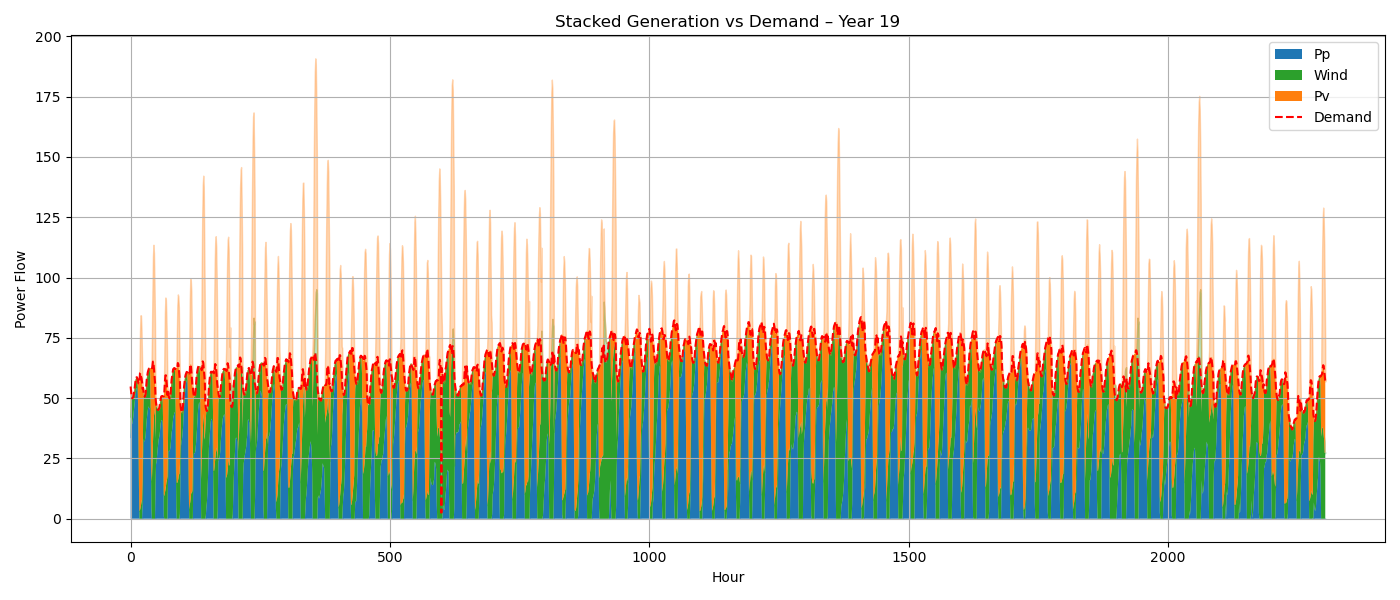 Stacked Generation vs Demand – Year 19
200
175
150
125
100
75
50
25
0
Power Flow
0 500 1000 1500 2000
Hour
Pp
Wind
Pv
Demand